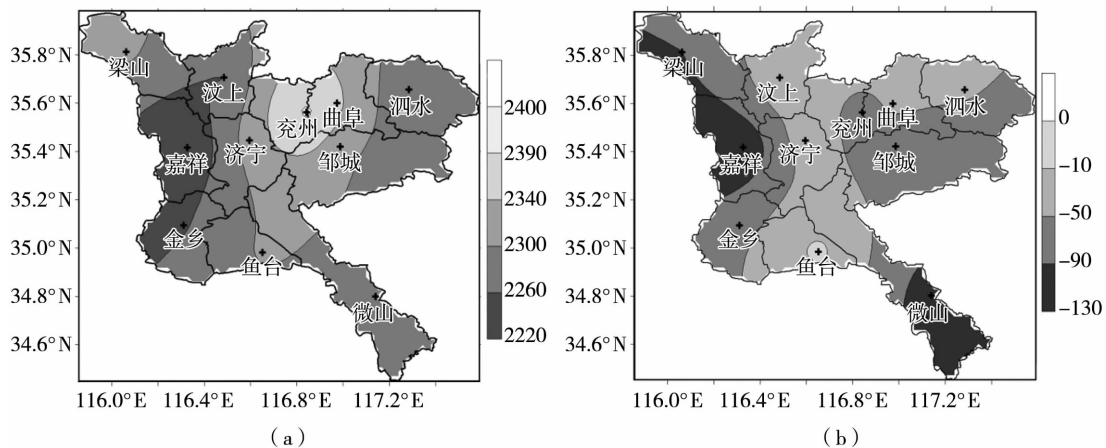 35.8°N
35.6°N
35.4°N
35.2°N
35.0°N
34.8°N
34.6°N
116.0°E 116.4°E 116.8°E 117.2°E
梁山
汶上
泗水
兖州
曲阜
济宁
邹城
嘉祥
金乡
鱼台
微山
2400
2390
2340
2300
2260
2220
(a)
35.8°N
35.6°N
35.4°N
35.2°N
35.0°N
34.8°N
34.6°N
116.0°E 116.4°E 116.8°E 117.2°E
梁山
汶上
泗水
兖州
曲阜
济宁
邹城
嘉祥
金乡
鱼台
微山
0
-10
-50
-90
-130
(b)